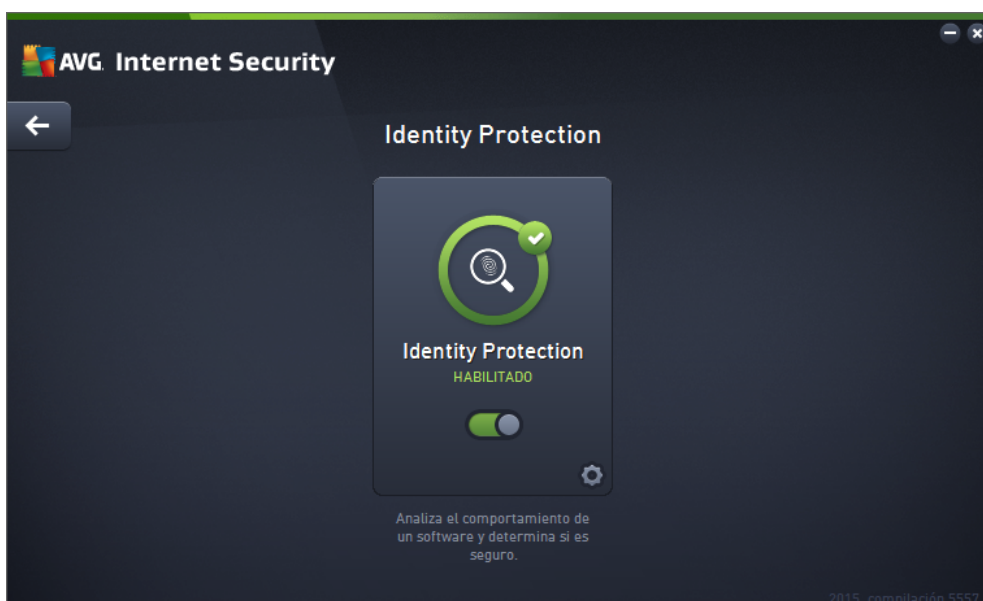 AVG. Internet Security
Identity Protection
Identity Protection
HABILITADO
Analiza el comportamiento de
un software y determina si es
seguro.
2015. compilación 5557